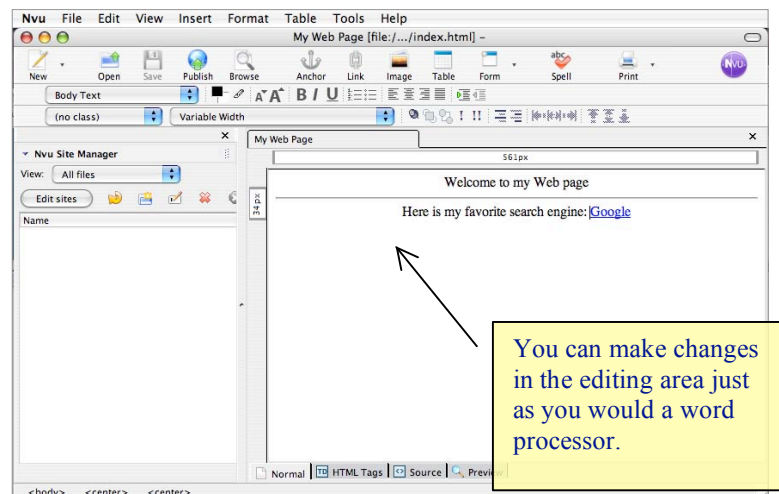 Nvu File Edit View Insert Format Table Tools Help
My Web Page [file:/.../index.html] –
New Open Save Publish Browse Anchor Link Image Table Form Spell Print Nvu
Body Text B I U
(no class) Variable Width
My Web Page
Nvu Site Manager
561px
View: All files
Edit sites
Name
34 px
Welcome to my Web page
Here is my favorite search engine: Google
You can make changes
in the editing area just
as you would a word
processor.
Normal HTML Tags Source Preview
<body> <center> <center>